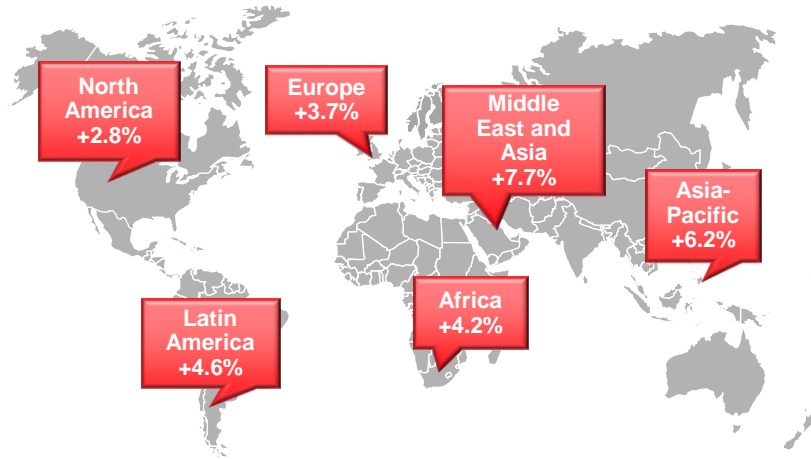 North
America
+2.8%
Europe
+3.7%
Middle
East and
Asia
+7.7%
Asia-
Pacific
+6.2%
Latin
America
+4.6%
Africa
+4.2%